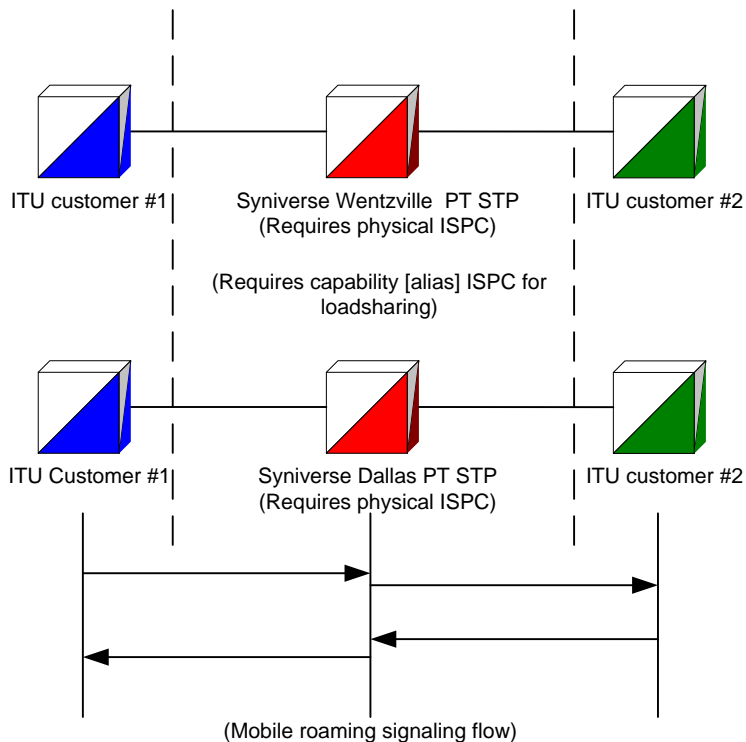 ITU customer #1
Syniverse Wentzville  PT STP
(Requires physical ISPC)
ITU customer #2
(Requires capability [alias] ISPC for
loadsharing)
ITU Customer #1
Syniverse Dallas PT STP
(Requires physical ISPC)
ITU customer #2
(Mobile roaming signaling flow)